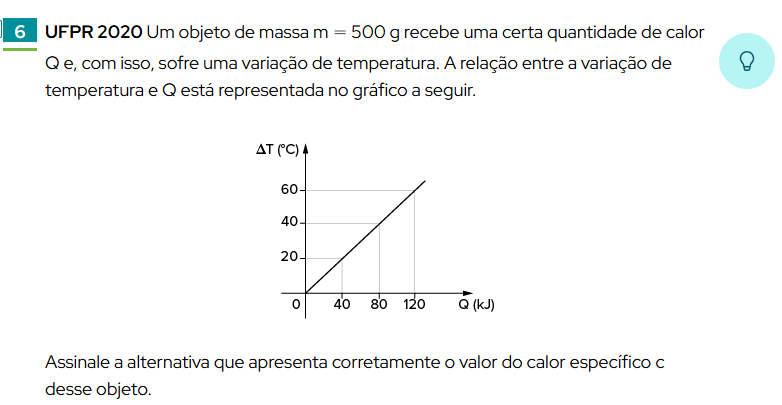 6 UFPR 2020 Um objeto de massa m = 500 g recebe uma certa quantidade de calor
Q e, com isso, sofre uma variação de temperatura. A relação entre a variação de
temperatura e Q está representada no gráfico a seguir.
ΔT (°C)
60
40
20
0 40 80 120 Q (kJ)
Assinale a alternativa que apresenta corretamente o valor do calor específico c
desse objeto.